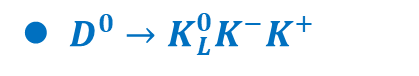 ● D⁰ → K⁰_L K⁻ K⁺